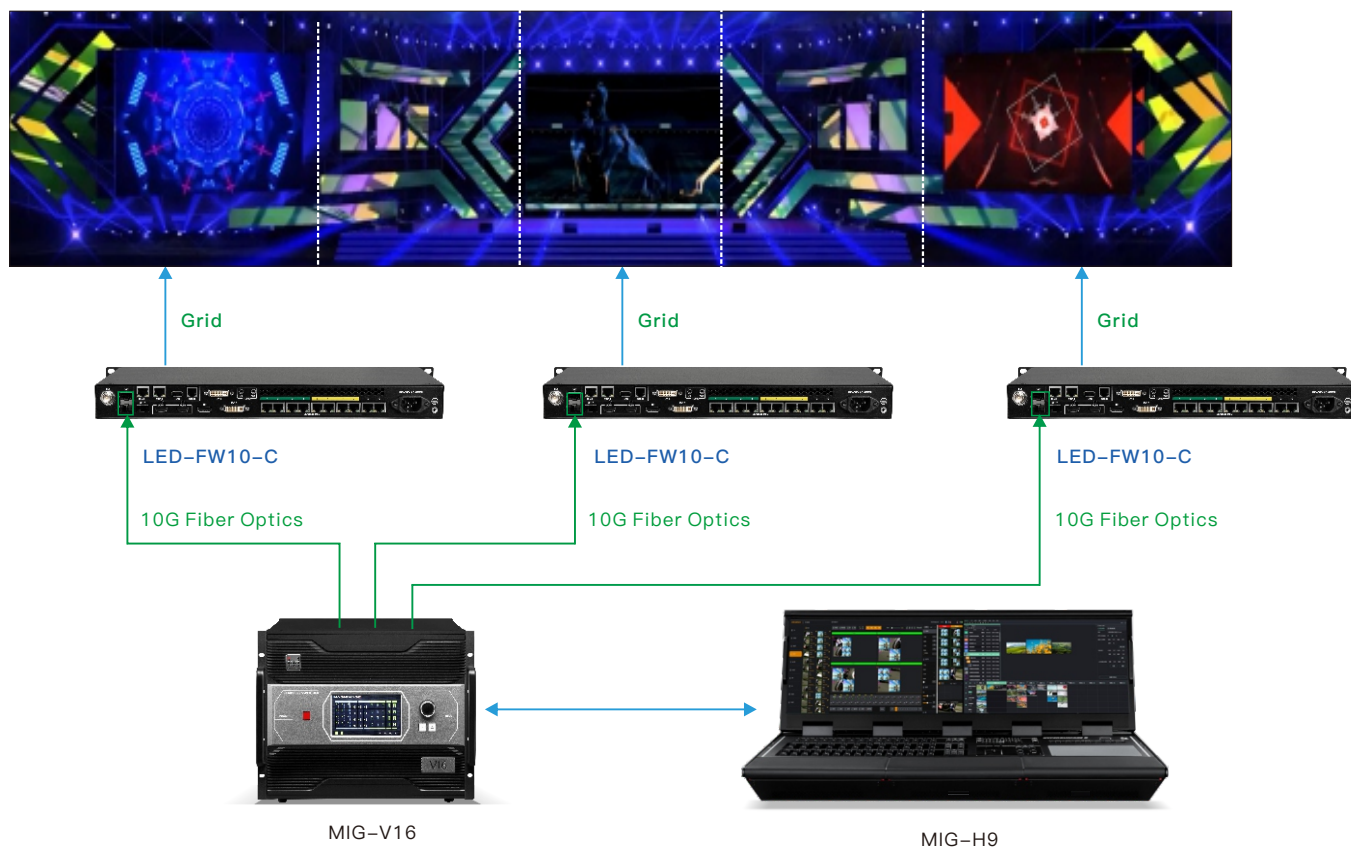 Grid
Grid
Grid
LED–FW10–C
LED–FW10–C
LED–FW10–C
10G Fiber Optics
10G Fiber Optics
10G Fiber Optics
V16
MIG–V16
MIG–H9